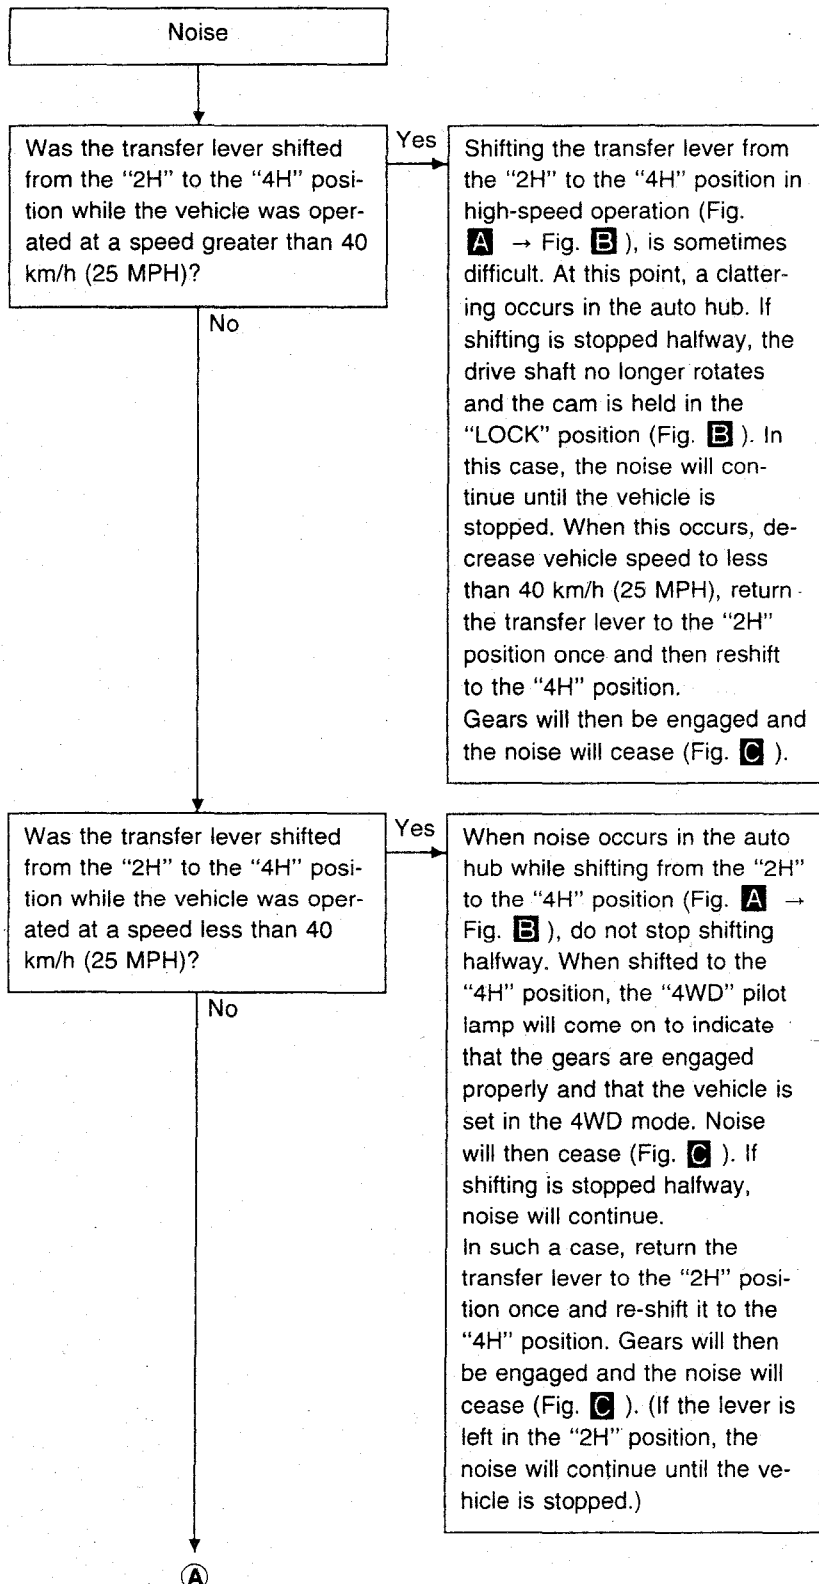 Noise
Was the transfer lever shifted
from the “2H” to the “4H” posi-
tion while the vehicle was oper-
ated at a speed greater than 40
km/h (25 MPH)?
Yes
Shifting the transfer lever from
the “2H” to the “4H” position in
high-speed operation (Fig.
A → Fig. B ), is sometimes
difficult. At this point, a clatter-
ing occurs in the auto hub. If
shifting is stopped halfway, the
drive shaft no longer rotates
and the cam is held in the
“LOCK” position (Fig. B ). In
this case, the noise will con-
tinue until the vehicle is
stopped. When this occurs, de-
crease vehicle speed to less
than 40 km/h (25 MPH), return
the transfer lever to the “2H”
position once and then reshift
to the “4H” position.
Gears will then be engaged and
the noise will cease (Fig. C ).
No
Was the transfer lever shifted
from the “2H” to the “4H” posi-
tion while the vehicle was oper-
ated at a speed less than 40
km/h (25 MPH)?
Yes
When noise occurs in the auto
hub while shifting from the “2H”
to the “4H” position (Fig. A →
Fig. B ), do not stop shifting
halfway. When shifted to the
“4H” position, the “4WD” pilot
lamp will come on to indicate
that the gears are engaged
properly and that the vehicle is
set in the 4WD mode. Noise
will then cease (Fig. C ). If
shifting is stopped halfway,
noise will continue.
In such a case, return the
transfer lever to the “2H” posi-
tion once and re-shift it to the
“4H” position. Gears will then
be engaged and the noise will
cease (Fig. C ). (If the lever is
left in the “2H” position, the
noise will continue until the ve-
hicle is stopped.)
No
A